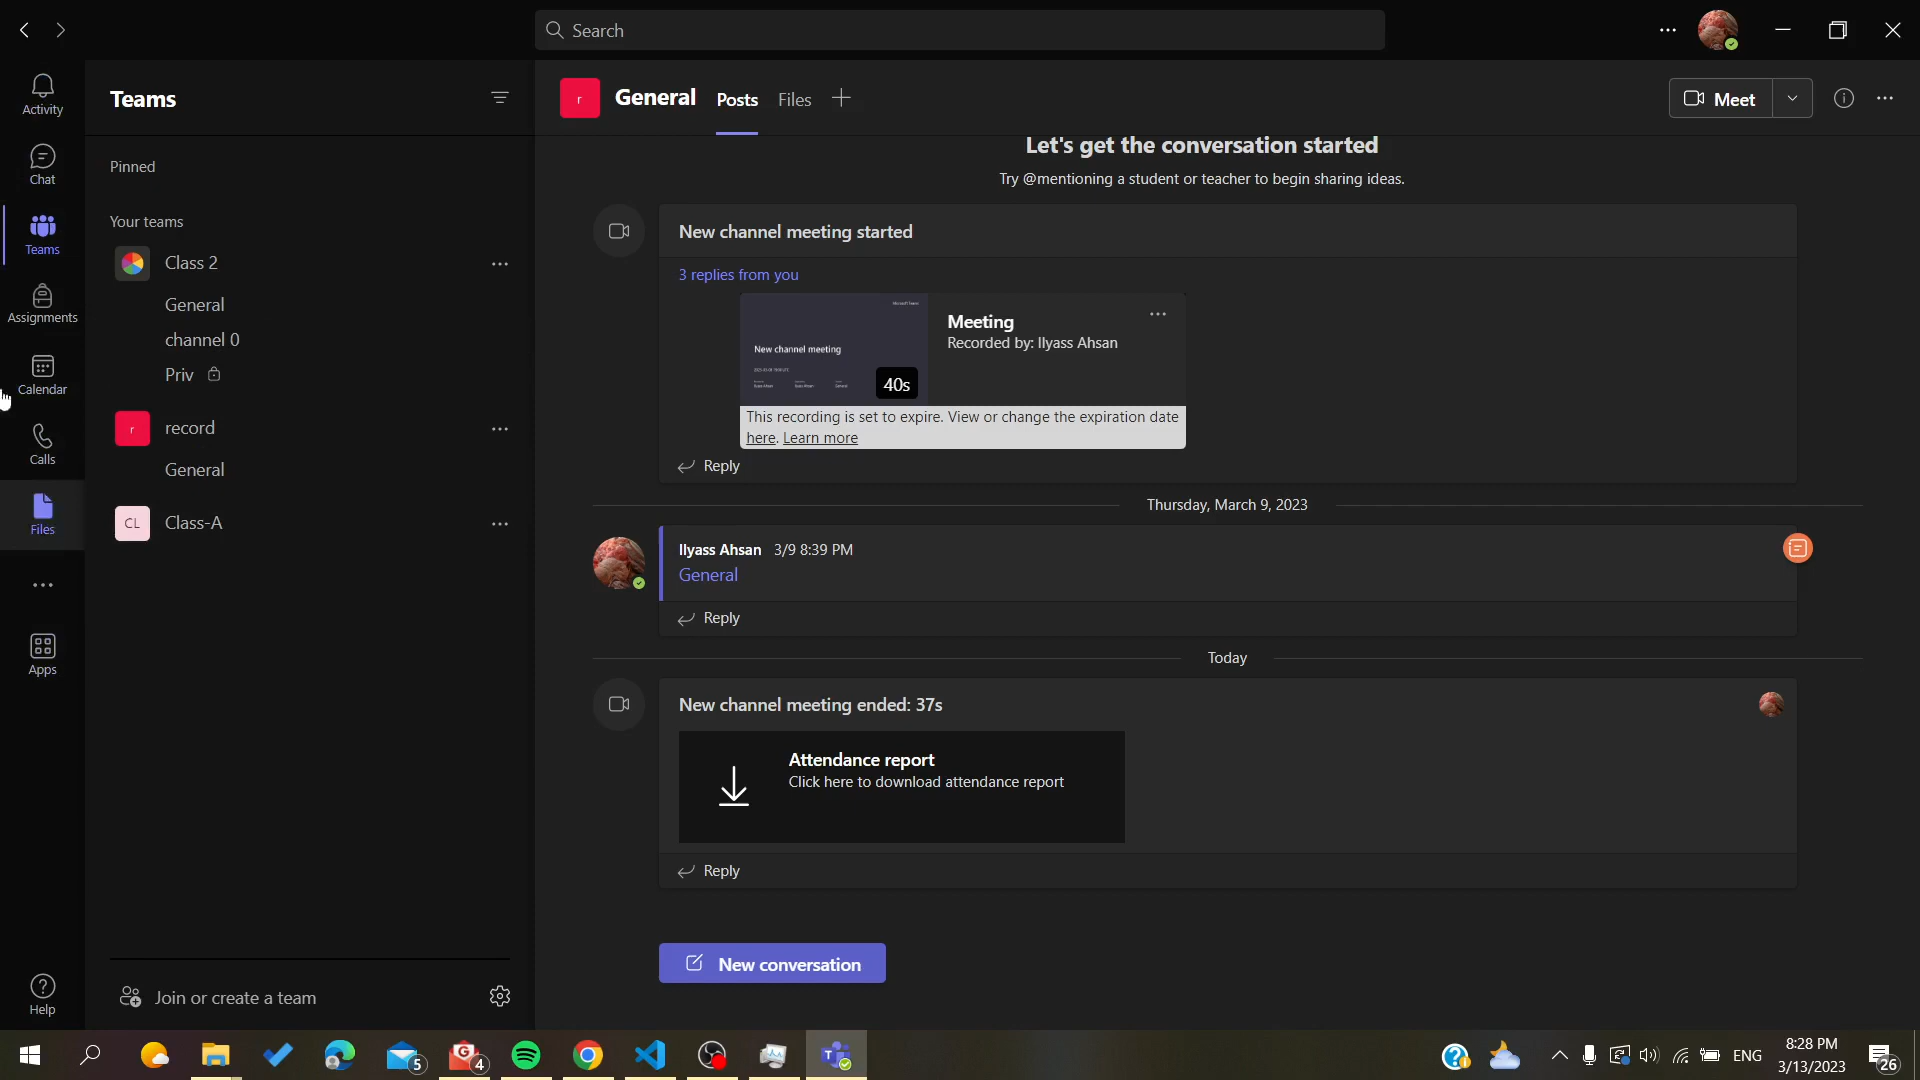 Search
Activity
Chat
Teams
Assignments
Calendar
Calls
Files
Apps
Help
Teams
Pinned
Your teams
Class 2
General
channel 0
Priv
r record
General
CL Class-A
Join or create a team
r General Posts Files
Meet
Let's get the conversation started
Try @mentioning a student or teacher to begin sharing ideas.
New channel meeting started
3 replies from you
Microsoft Teams
New channel meeting
40s
Meeting
Recorded by: Ilyass Ahsan
This recording is set to expire. View or change the expiration date
here. Learn more
Reply
Thursday, March 9, 2023
Ilyass Ahsan 3/9 8:39 PM
General
Reply
Today
New channel meeting ended: 37s
Attendance report
Click here to download attendance report
Reply
New conversation
5
4
ENG
8:28 PM
3/13/2023
26